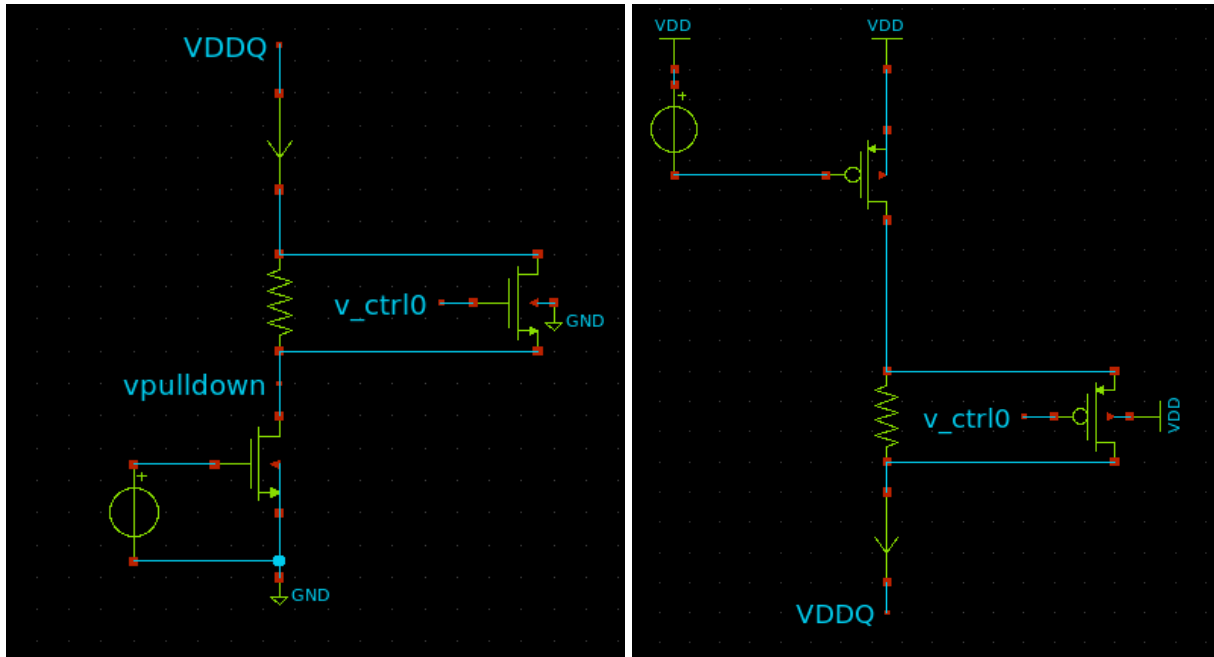 VDDQ
v_ctrl0
GND
vpulldown
+
GND
VDD
VDD
+
v_ctrl0
VDD
VDDQ